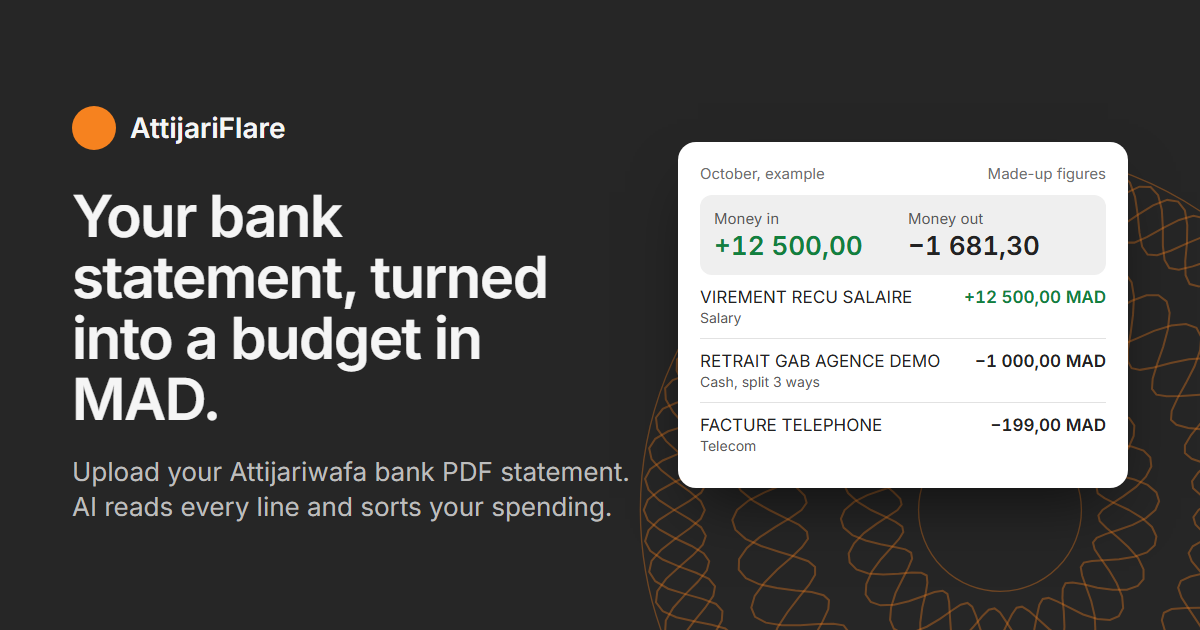 AttijariFlare
Your bank
statement, turned
into a budget in
MAD.
Upload your Attijariwafa bank PDF statement.
AI reads every line and sorts your spending.
October, example
Made-up figures
Money in
Money out
+12 500,00
−1 681,30
VIREMENT RECU SALAIRE
+12 500,00 MAD
Salary
RETRAIT GAB AGENCE DEMO
−1 000,00 MAD
Cash, split 3 ways
FACTURE TELEPHONE
−199,00 MAD
Telecom